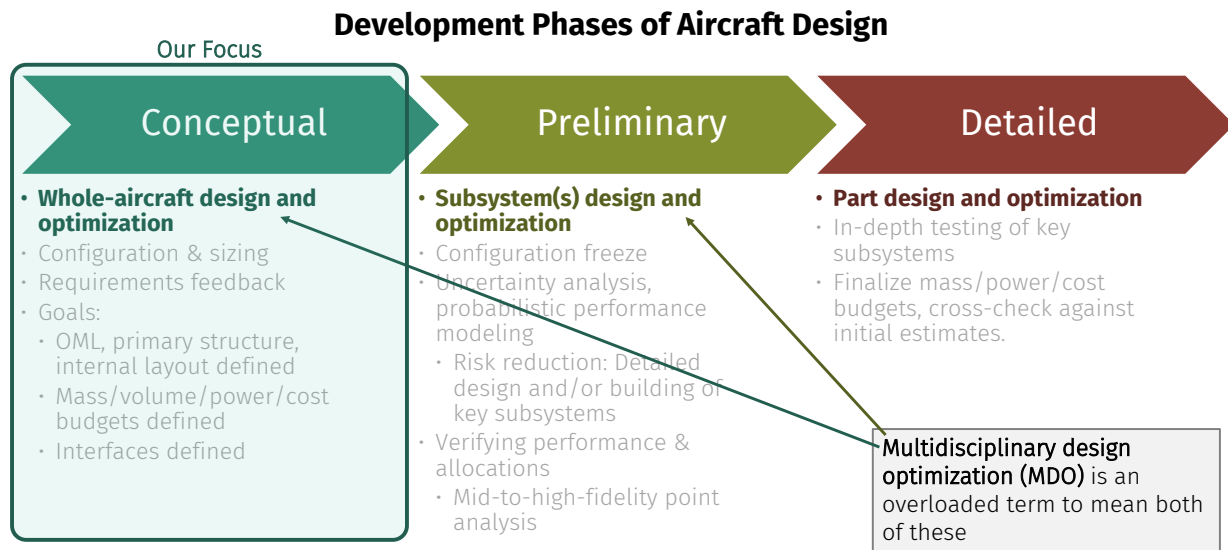 Development Phases of Aircraft Design
Our Focus
Conceptual
• Whole-aircraft design and
optimization
• Configuration & sizing
• Requirements feedback
• Goals:
• OML, primary structure,
internal layout defined
• Mass/volume/power/cost
budgets defined
• Interfaces defined
Preliminary
• Subsystem(s) design and
optimization
• Configuration freeze
• Uncertainty analysis,
probabilistic performance
modeling
• Risk reduction: Detailed
design and/or building of
key subsystems
• Verifying performance &
allocations
• Mid-to-high-fidelity point
analysis
Detailed
• Part design and optimization
• In-depth testing of key
subsystems
• Finalize mass/power/cost
budgets, cross-check against
initial estimates.
Multidisciplinary design
optimization (MDO) is an
overloaded term to mean both
of these